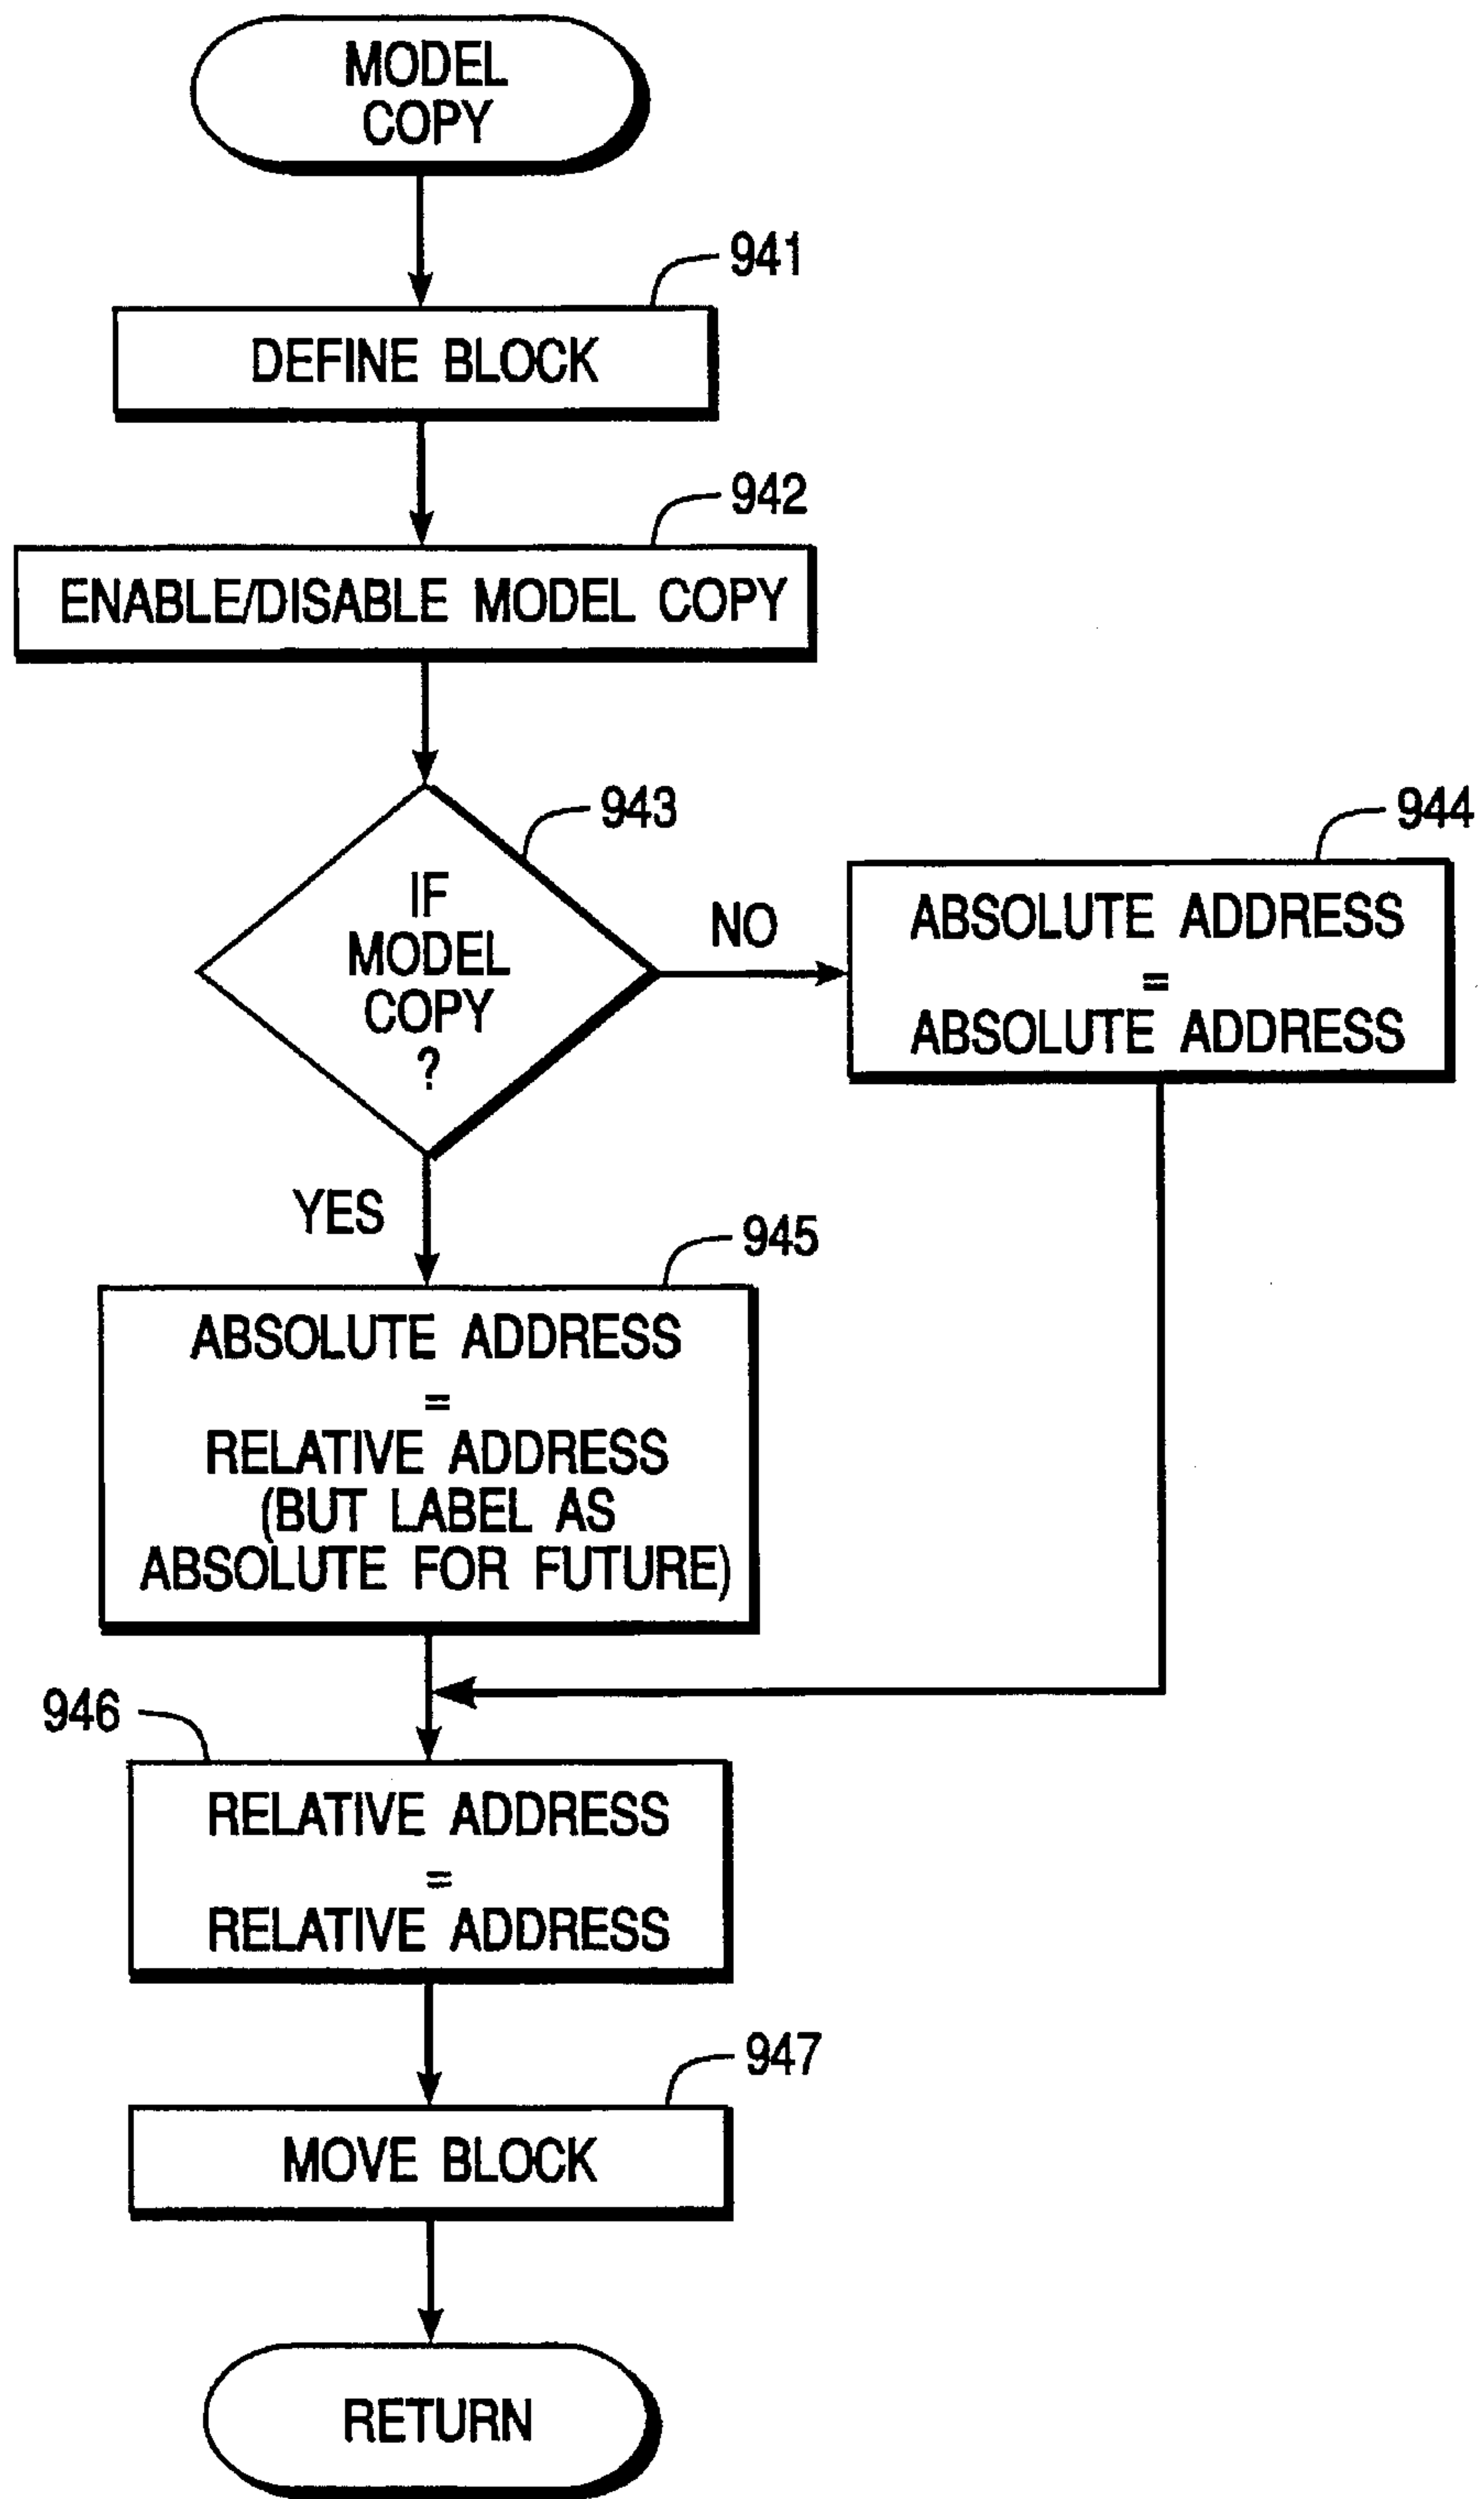 MODEL
COPY
941
DEFINE BLOCK
942
ENABLE/DISABLE MODEL COPY
943
IF
MODEL
COPY
?
NO
944
ABSOLUTE ADDRESS
=
ABSOLUTE ADDRESS
YES
945
ABSOLUTE ADDRESS
=
RELATIVE ADDRESS
(BUT LABEL AS
ABSOLUTE FOR FUTURE)
946
RELATIVE ADDRESS
=
RELATIVE ADDRESS
947
MOVE BLOCK
RETURN